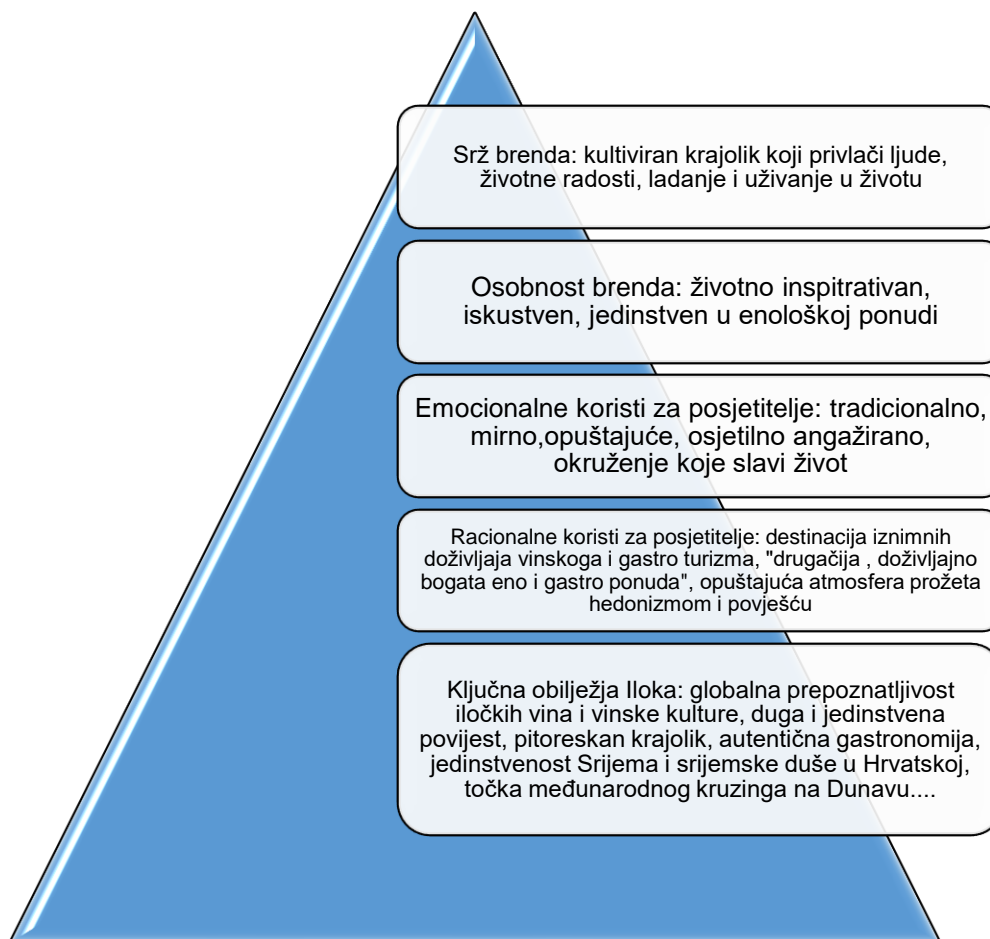 Srž brenda: kultiviran krajolik koji privlači ljude,
životne radosti, ladanje i uživanje u životu
Osobnost brenda: životno inspitrativan,
iskustven, jedinstven u enološkoj ponudi
Emocionalne koristi za posjetitelje: tradicionalno,
mirno,opuštajuće, osjetilno angažirano,
okruženje koje slavi život
Racionalne koristi za posjetitelje: destinacija iznimnih
doživljaja vinskoga i gastro turizma, "drugačija , doživljajno
bogata eno i gastro ponuda", opuštajuća atmosfera prožeta
hedonizmom i povješću
Ključna obilježja Iloka: globalna prepoznatljivost
iločkih vina i vinske kulture, duga i jedinstvena
povijest, pitoreskan krajolik, autentična gastronomija,
jedinstvenost Srijema i srijemske duše u Hrvatskoj,
točka međunarodnog kruzinga na Dunavu....